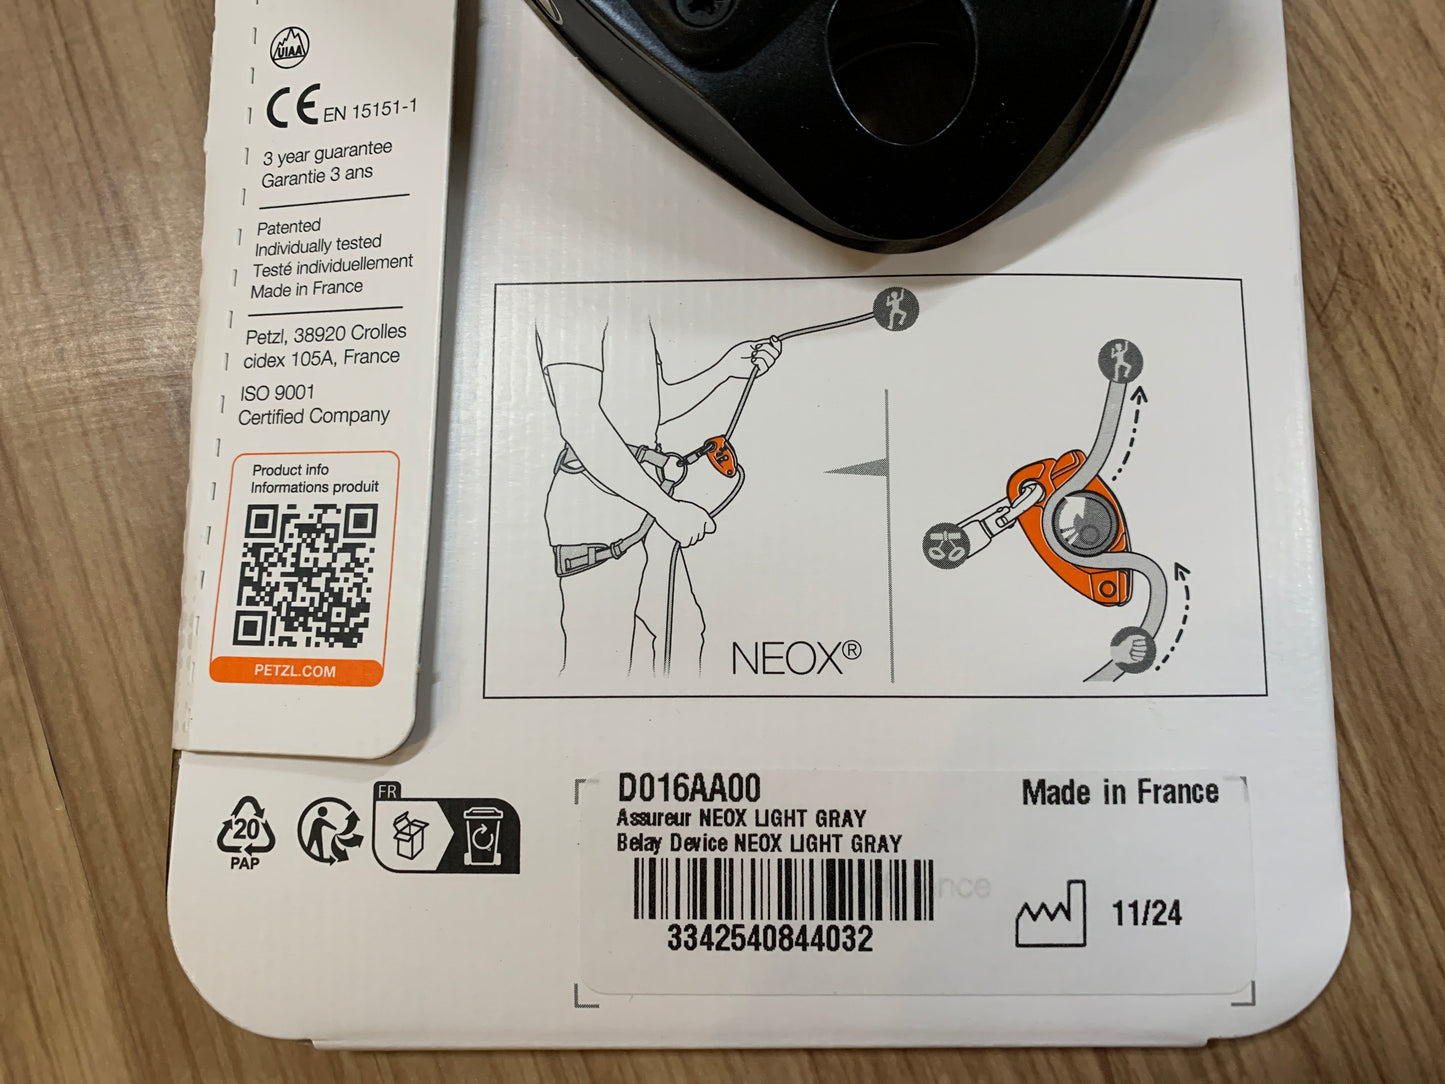 UIAA
CE EN 15151-1
3 year guarantee
Garantie 3 ans
Patented
Individually tested
Testé individuellement
Made in France
Petzl, 38920 Crolles
cidex 105A, France
ISO 9001
Certified Company
Product info
Informations produit
PETZL.COM
NEOX®
20
PAP
FR
D016AA00
Made in France
Assureur NEOX LIGHT GRAY
Belay Device NEOX LIGHT GRAY
3342540844032
11/24